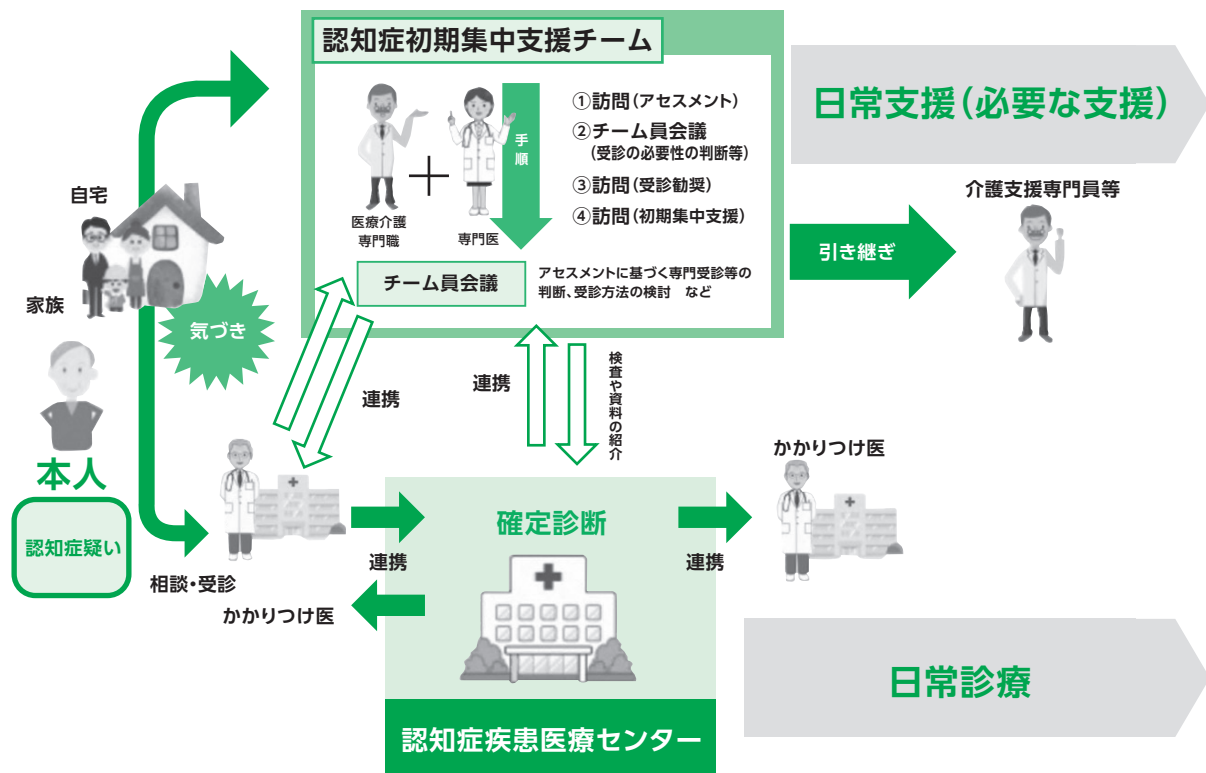 認知症初期集中支援チーム
医療介護
専門職
専門医
手順
①訪問（アセスメント）
②チーム員会議
（受診の必要性の判断等）
③訪問（受診勧奨）
④訪問（初期集中支援）
チーム員会議
アセスメントに基づく専門受診等の
判断、受診方法の検討　など
日常支援（必要な支援）
介護支援専門員等
引き継ぎ
自宅
家族
気づき
本人
認知症疑い
相談・受診
かかりつけ医
連携
連携
検査や資料の紹介
連携
確定診断
認知症疾患医療センター
連携
かかりつけ医
日常診療